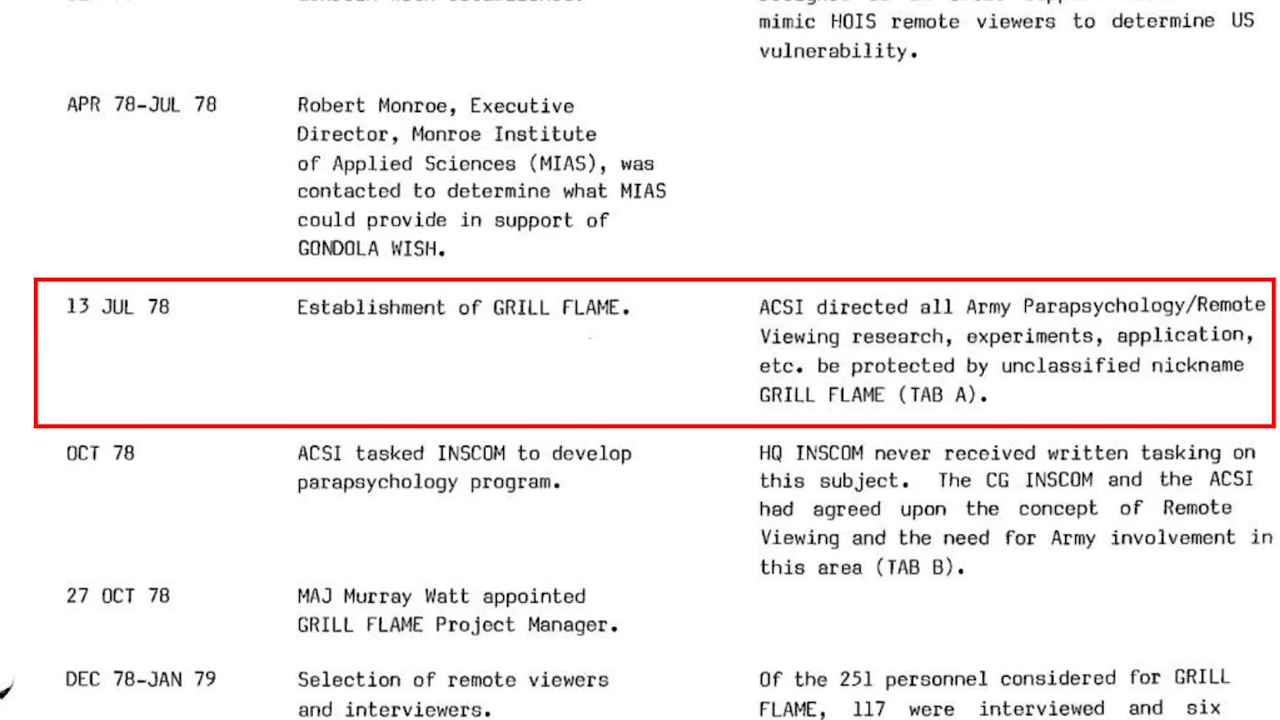 mimic HOIS remote viewers to determine US
vulnerability.
APR 78-JUL 78
Robert Monroe, Executive
Director, Monroe Institute
of Applied Sciences (MIAS), was
contacted to determine what MIAS
could provide in support of
GONDOLA WISH.
13 JUL 78
Establishment of GRILL FLAME.
ACSI directed all Army Parapsychology/Remote
Viewing research, experiments, application,
etc. be protected by unclassified nickname
GRILL FLAME (TAB A).
OCT 78
ACSI tasked INSCOM to develop
parapsychology program.
HQ INSCOM never received written tasking on
this subject. The CG INSCOM and the ACSI
had agreed upon the concept of Remote
Viewing and the need for Army involvement in
this area (TAB B).
27 OCT 78
MAJ Murray Watt appointed
GRILL FLAME Project Manager.
DEC 78-JAN 79
Selection of remote viewers
and interviewers.
Of the 251 personnel considered for GRILL
FLAME, 117 were interviewed and six